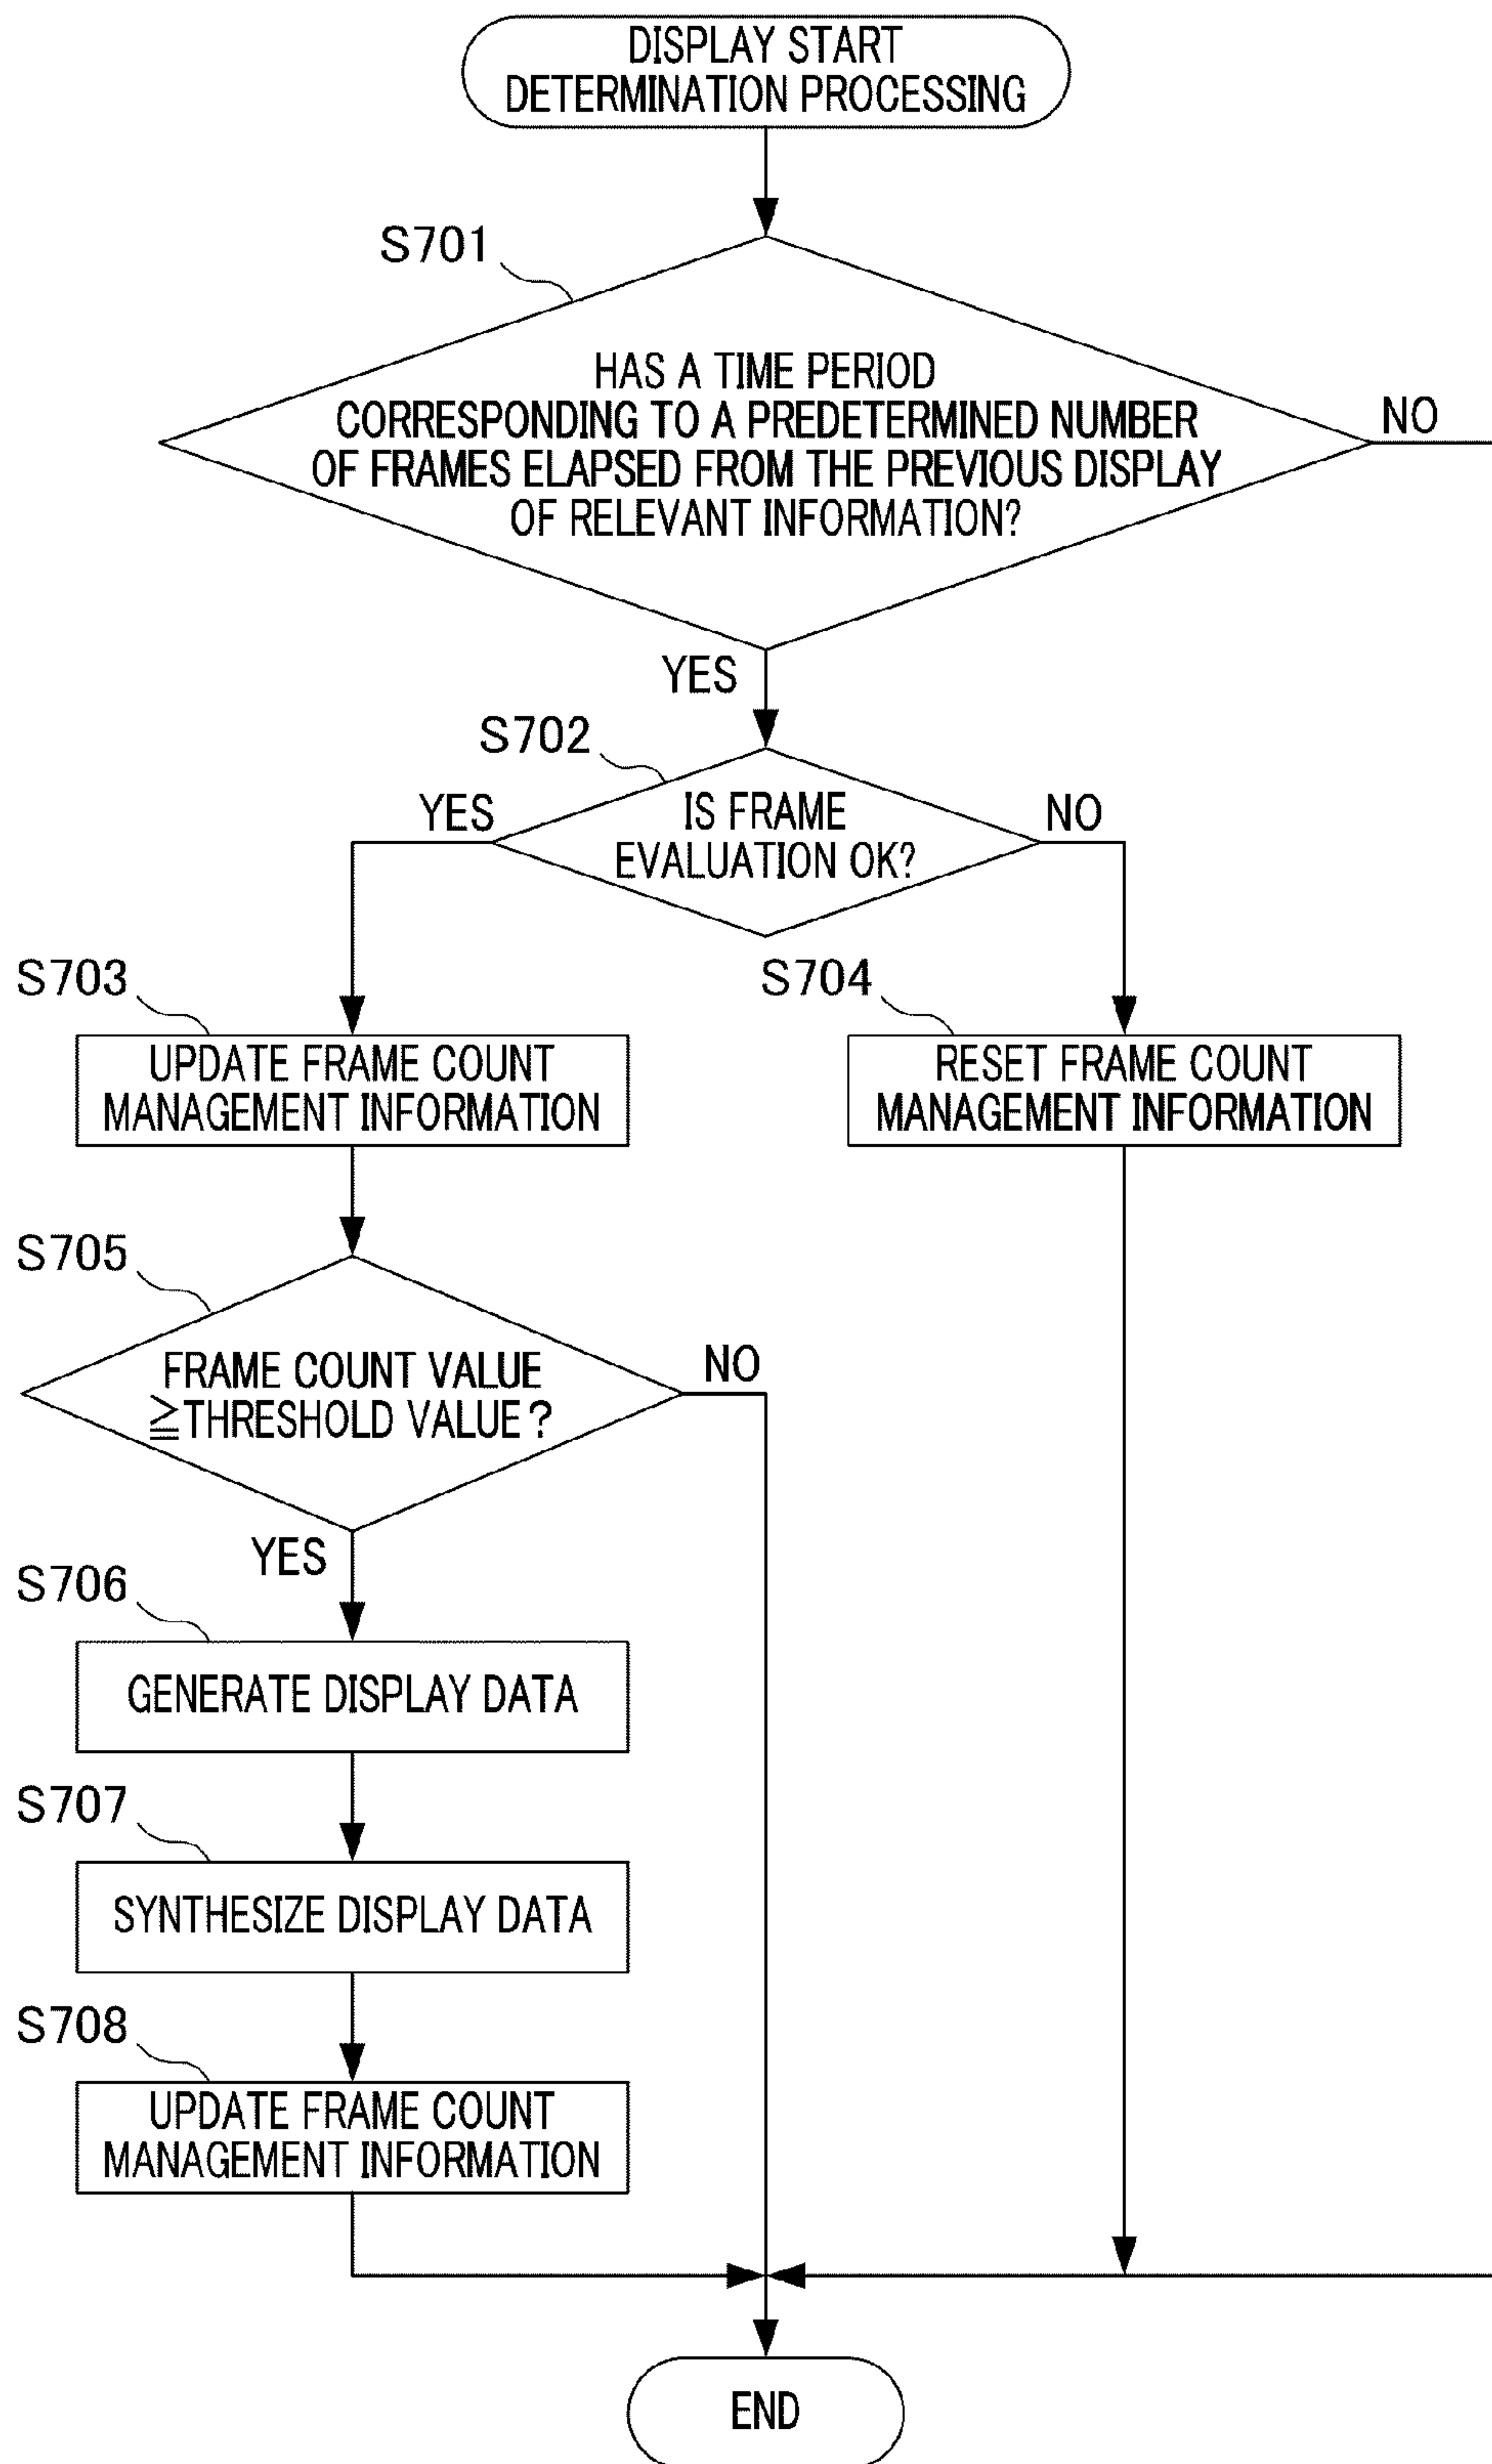 DISPLAY START
DETERMINATION PROCESSING
S701
HAS A TIME PERIOD
CORRESPONDING TO A PREDETERMINED NUMBER
OF FRAMES ELAPSED FROM THE PREVIOUS DISPLAY
OF RELEVANT INFORMATION?
NO
YES
S702
IS FRAME
EVALUATION OK?
YES
NO
S703
UPDATE FRAME COUNT
MANAGEMENT INFORMATION
S704
RESET FRAME COUNT
MANAGEMENT INFORMATION
S705
FRAME COUNT VALUE
≧THRESHOLD VALUE?
NO
YES
S706
GENERATE DISPLAY DATA
S707
SYNTHESIZE DISPLAY DATA
S708
UPDATE FRAME COUNT
MANAGEMENT INFORMATION
END